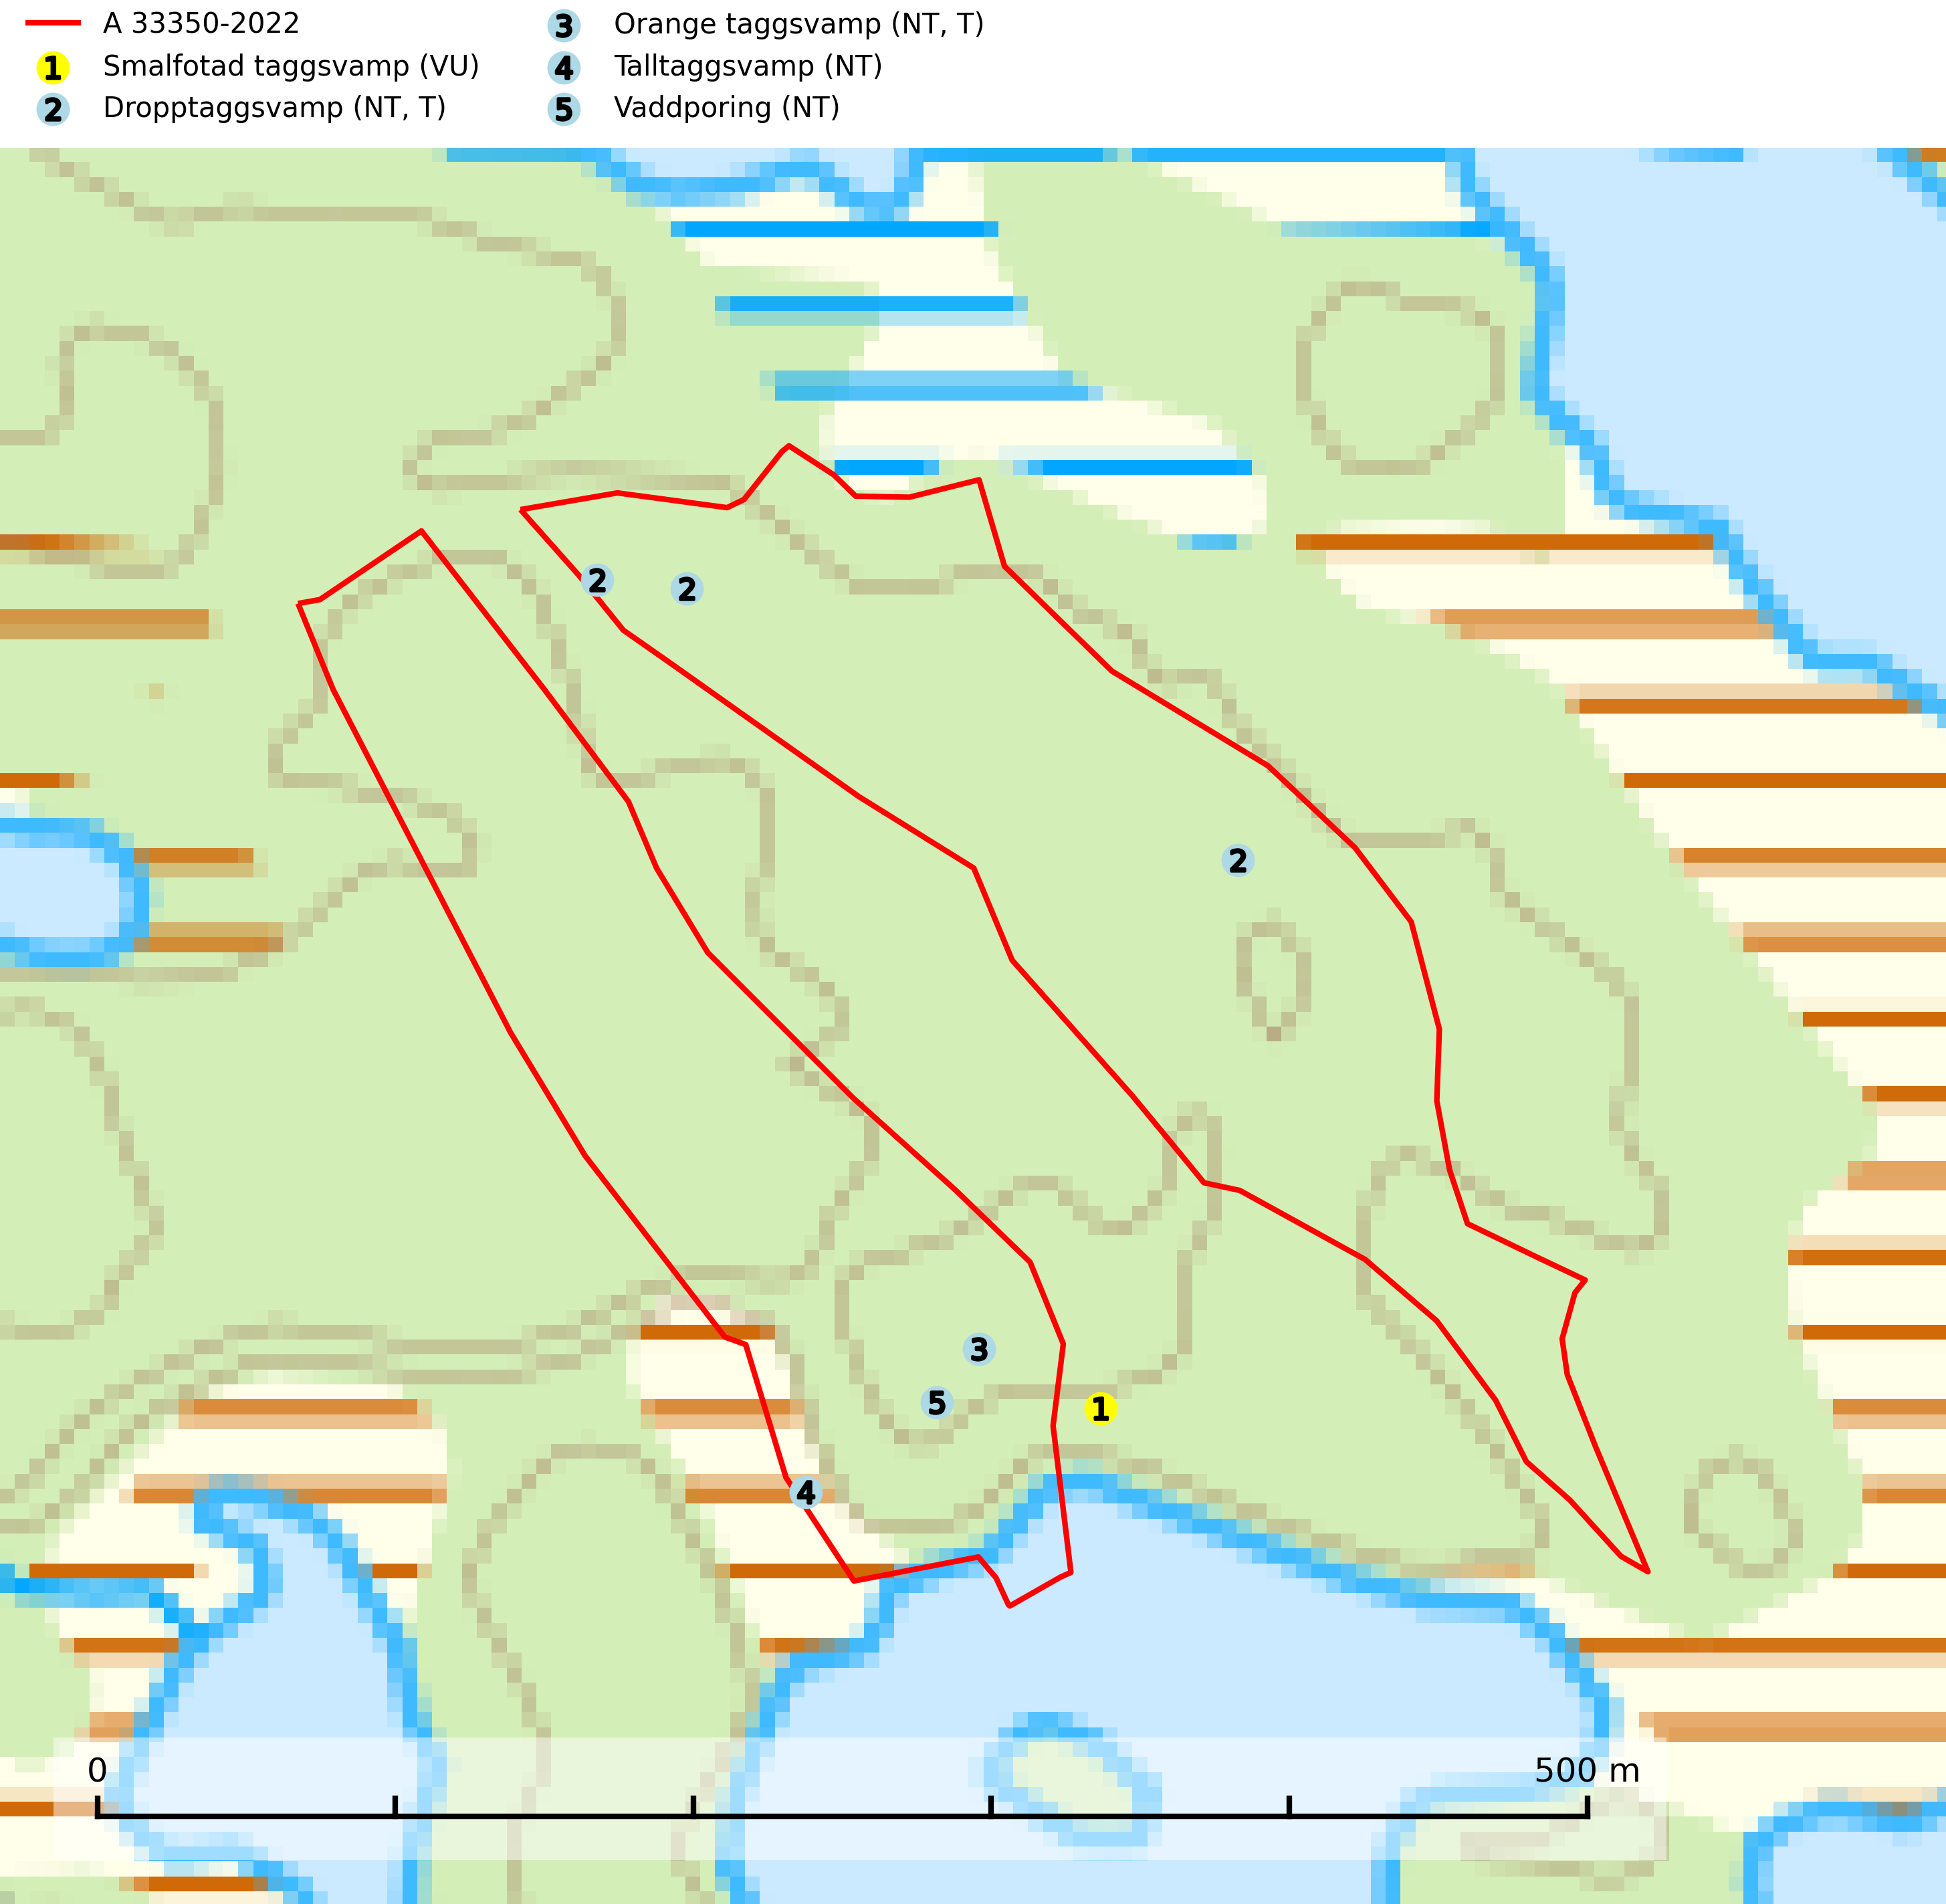 A 33350-2022
1 Smalfotad taggsvamp (VU)
2 Dropptaggsvamp (NT, T)
3 Orange taggsvamp (NT, T)
4 Talltaggsvamp (NT)
5 Vaddporing (NT)
2
2
2
3
5
1
4
0
500 m